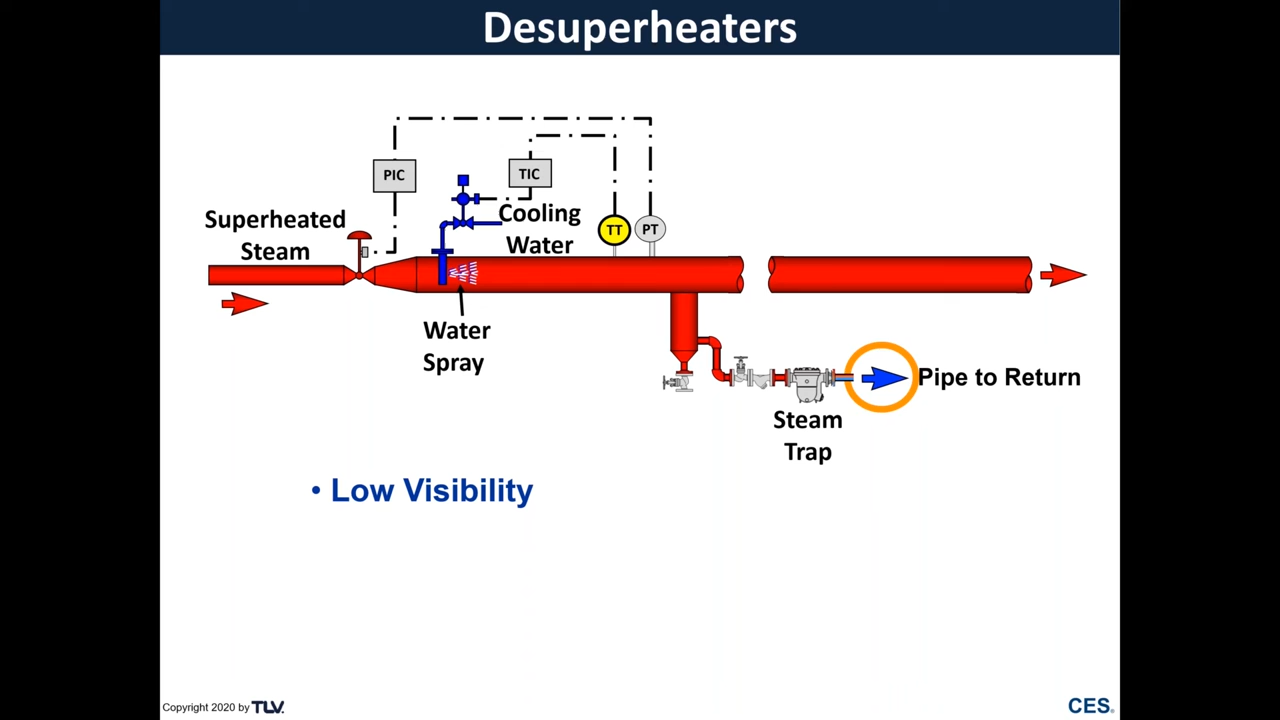 Desuperheaters
PIC
TIC
Superheated
Steam
Cooling
Water
TT
PT
Water
Spray
Pipe to Return
Steam
Trap
• Low Visibility
Copyright 2020 by TLV.
CES®